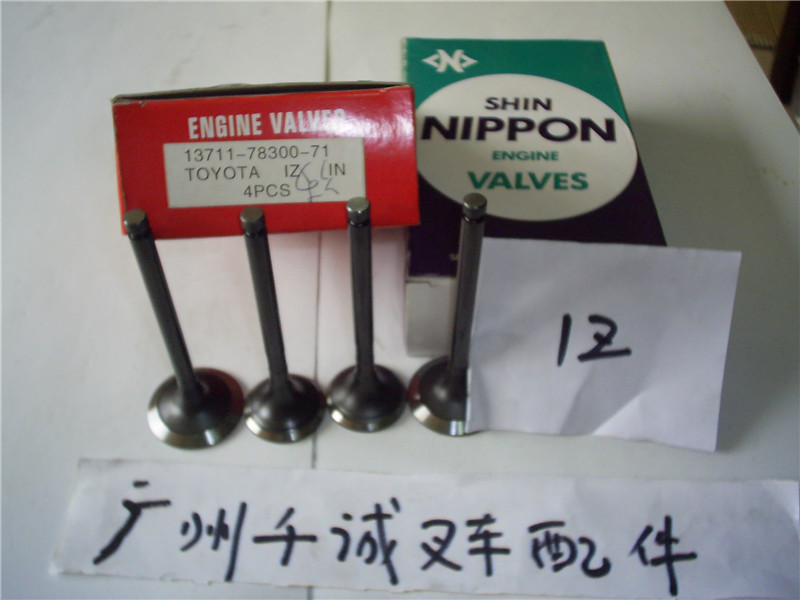 ENGINE VALVES
13711-78300-71
TOYOTA IZ IN
4PCS
N
SHIN
NIPPON
ENGINE
VALVES
1Z
广州千诚叉车配件